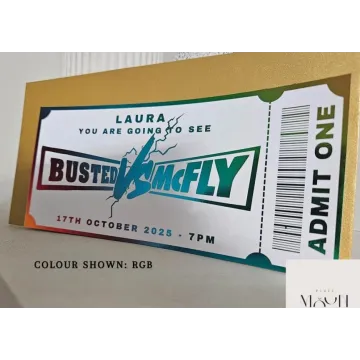 LAURA
YOU ARE GOING TO SEE
BUSTED VS McFLY
17TH OCTOBER 2025 - 7PM
ADMIT ONE
COLOUR SHOWN: RGB